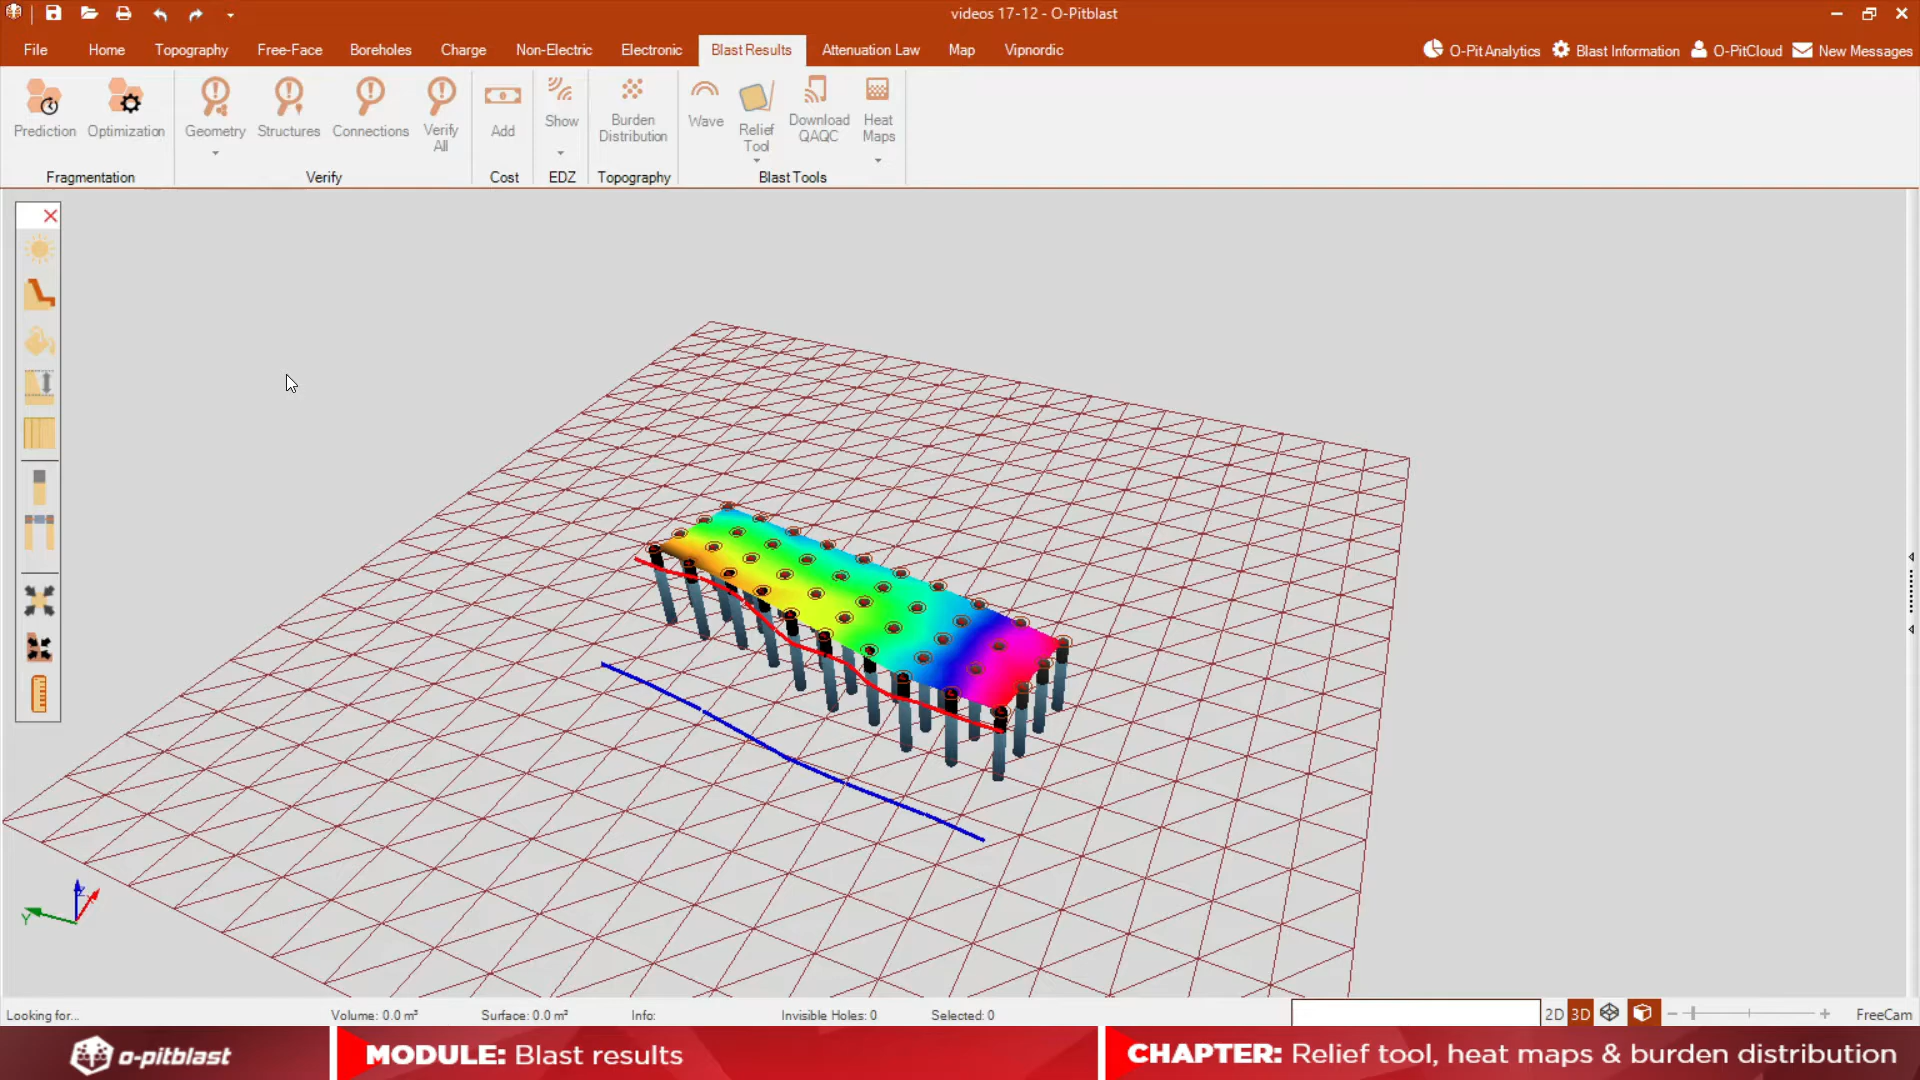 videos 17-12 - O-Pitblast
File Home Topography Free-Face Boreholes Charge Non-Electric Electronic Blast Results Attenuation Law Map Vipnordic O-Pit Analytics Blast Information O-PitCloud New Messages
Prediction Optimization Geometry Structures Connections Verify All Add Show Burden Distribution Wave Relief Tool Download QAQC Heat Maps
Fragmentation Verify Cost EDZ Topography Blast Tools
Y
Looking for... Volume: 0.0 m³ Surface: 0.0 m² Info: Invisible Holes: 0 Selected: 0 2D 3D FreeCam
o-pitblast MODULE: Blast results CHAPTER: Relief tool, heat maps & burden distribution